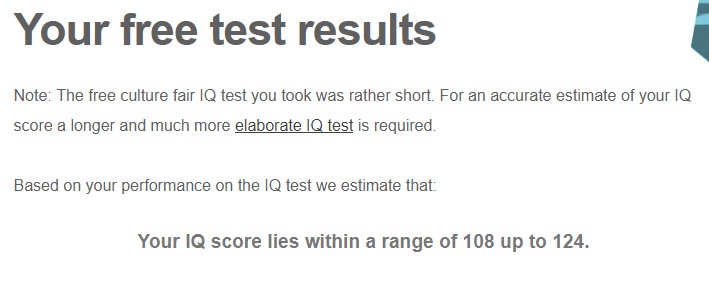 Your free test results
Note: The free culture fair IQ test you took was rather short. For an accurate estimate of your IQ
score a longer and much more elaborate IQ test is required.
Based on your performance on the IQ test we estimate that:
Your IQ score lies within a range of 108 up to 124.